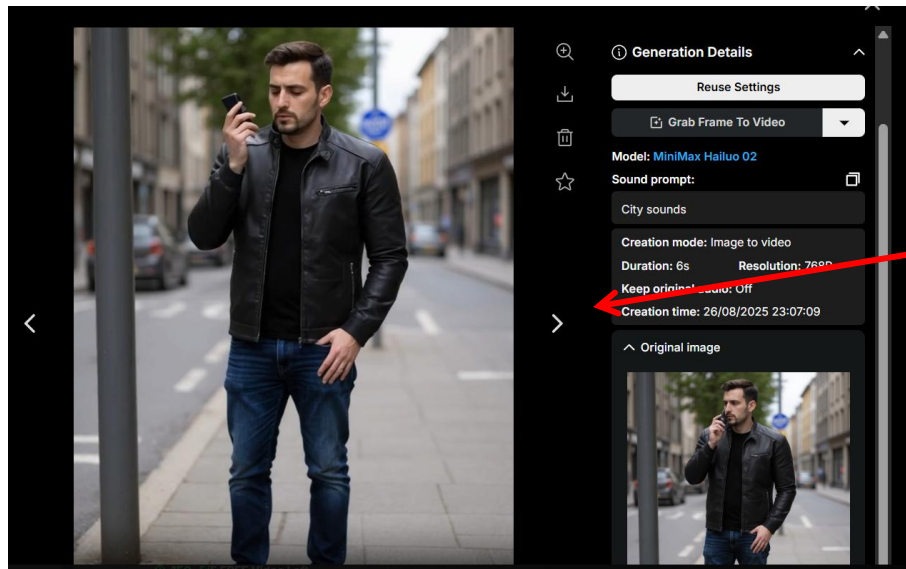 Generation Details
Reuse Settings
Grab Frame To Video
Model: MiniMax Hailuo 02
Sound prompt:
City sounds
Creation mode: Image to video
Duration: 6s Resolution: 768P
Keep original audio: Off
Creation time: 26/08/2025 23:07:09
Original image